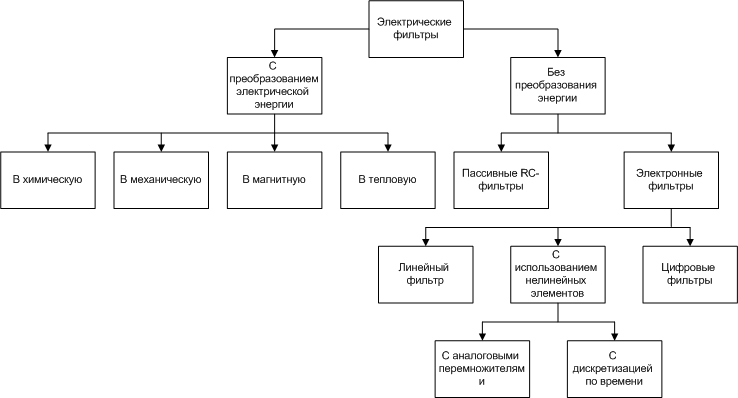 Электрические
фильтры
С
преобразованием
электрической
энергии
Без
преобразования
энергии
В химическую
В механическую
В магнитную
В тепловую
Пассивные RC-
фильтры
Электронные
фильтры
Линейный
фильтр
С
использованием
нелинейных
элементов
Цифровые
фильтры
С аналоговыми
перемножителям
и
С
дискретизацией
по времени